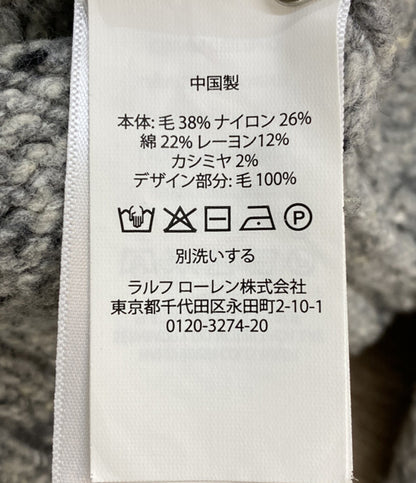 中国製
本体: 毛 38% ナイロン 26%
綿 22% レーヨン12%
カシミヤ 2%
デザイン部分: 毛 100%
P
別洗いする
ラルフ ローレン株式会社
東京都千代田区永田町2-10-1
0120-3274-20